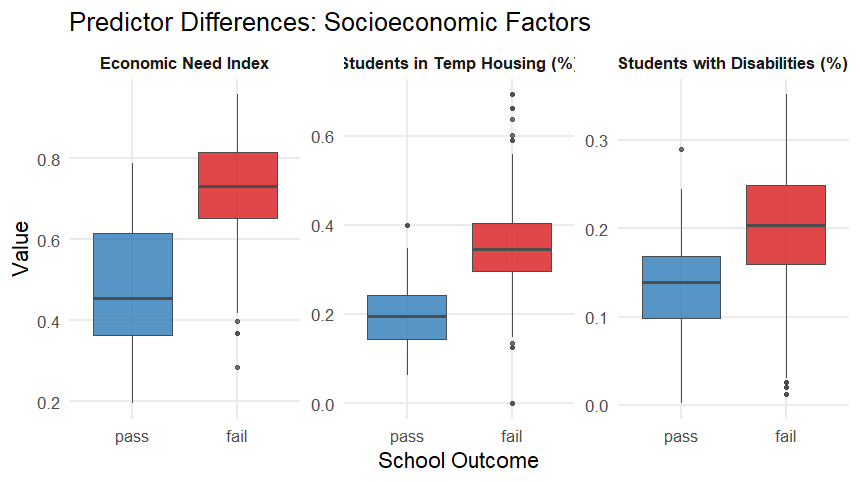 Predictor Differences: Socioeconomic Factors
Economic Need Index
Students in Temp Housing (%)
Students with Disabilities (%)
Value
0.8
0.6
0.4
0.2
0.6
0.4
0.2
0.0
0.3
0.2
0.1
0.0
pass fail
pass fail
pass fail
School Outcome